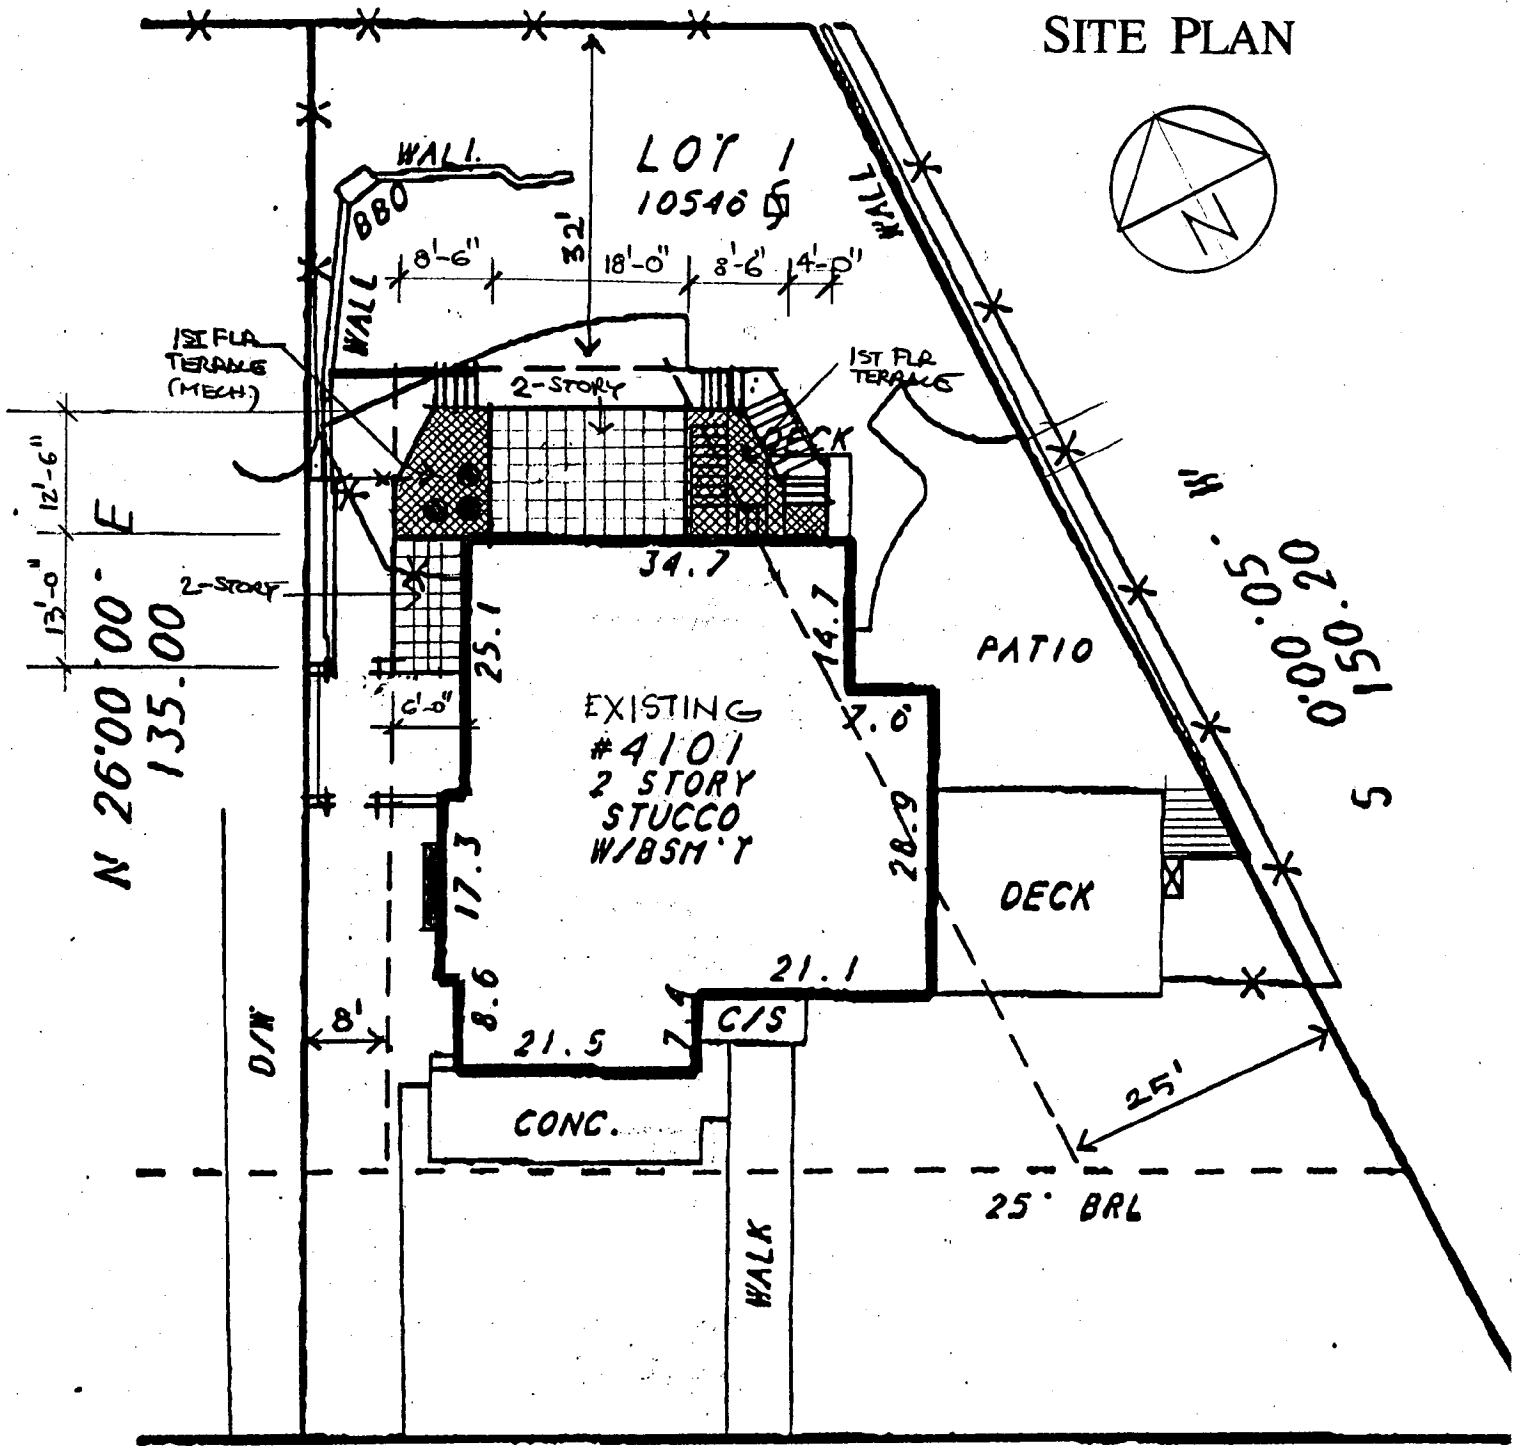 SITE PLAN
WALL
LOT 1
10546
BBQ
WALL
N
32'
8'-6"
18'-0"
8'-6"
4'-0"
WALL
1ST FLR
TERRACE
(MECH.)
2-STORY
1ST FLR
TERRACE
DECK
12'-6"
13'-0"
N 26°00'00" E
135.00
2-STORY
34.7
25.1
14.7
PATIO
6'-0"
EXISTING
#4101
2 STORY
STUCCO
W/BSM'T
7.0
28.9
17.3
DECK
150.20
8.6
21.1
8'
D/W
21.5
7.4
C/S
CONC.
25'
25' BRL
WALK